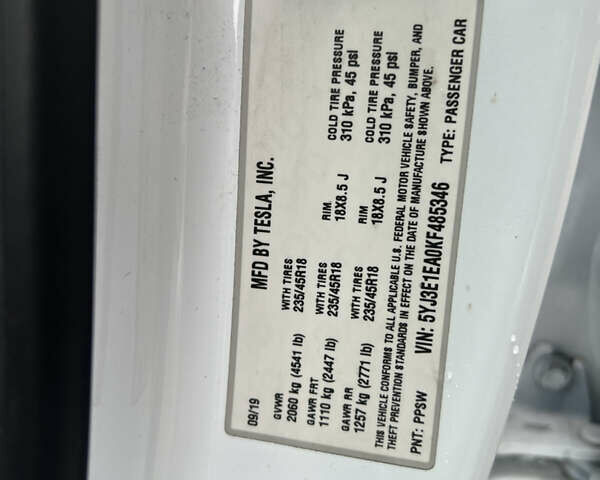 MFD BY TESLA, INC.
09/19
GVWR
2060 kg (4541 lb)
GAWR FRT WITH TIRES RIM COLD TIRE PRESSURE
1110 kg (2447 lb) 235/45R18 18X8.5 J 310 kPa, 45 psi
GAWR RR WITH TIRES RIM COLD TIRE PRESSURE
1257 kg (2771 lb) 235/45R18 18X8.5 J 310 kPa, 45 psi
THIS VEHICLE CONFORMS TO ALL APPLICABLE U.S. FEDERAL MOTOR VEHICLE SAFETY, BUMPER, AND
THEFT PREVENTION STANDARDS IN EFFECT ON THE DATE OF MANUFACTURE SHOWN ABOVE.
PNT: PPSW VIN: 5YJ3E1EA0KF485346 TYPE: PASSENGER CAR